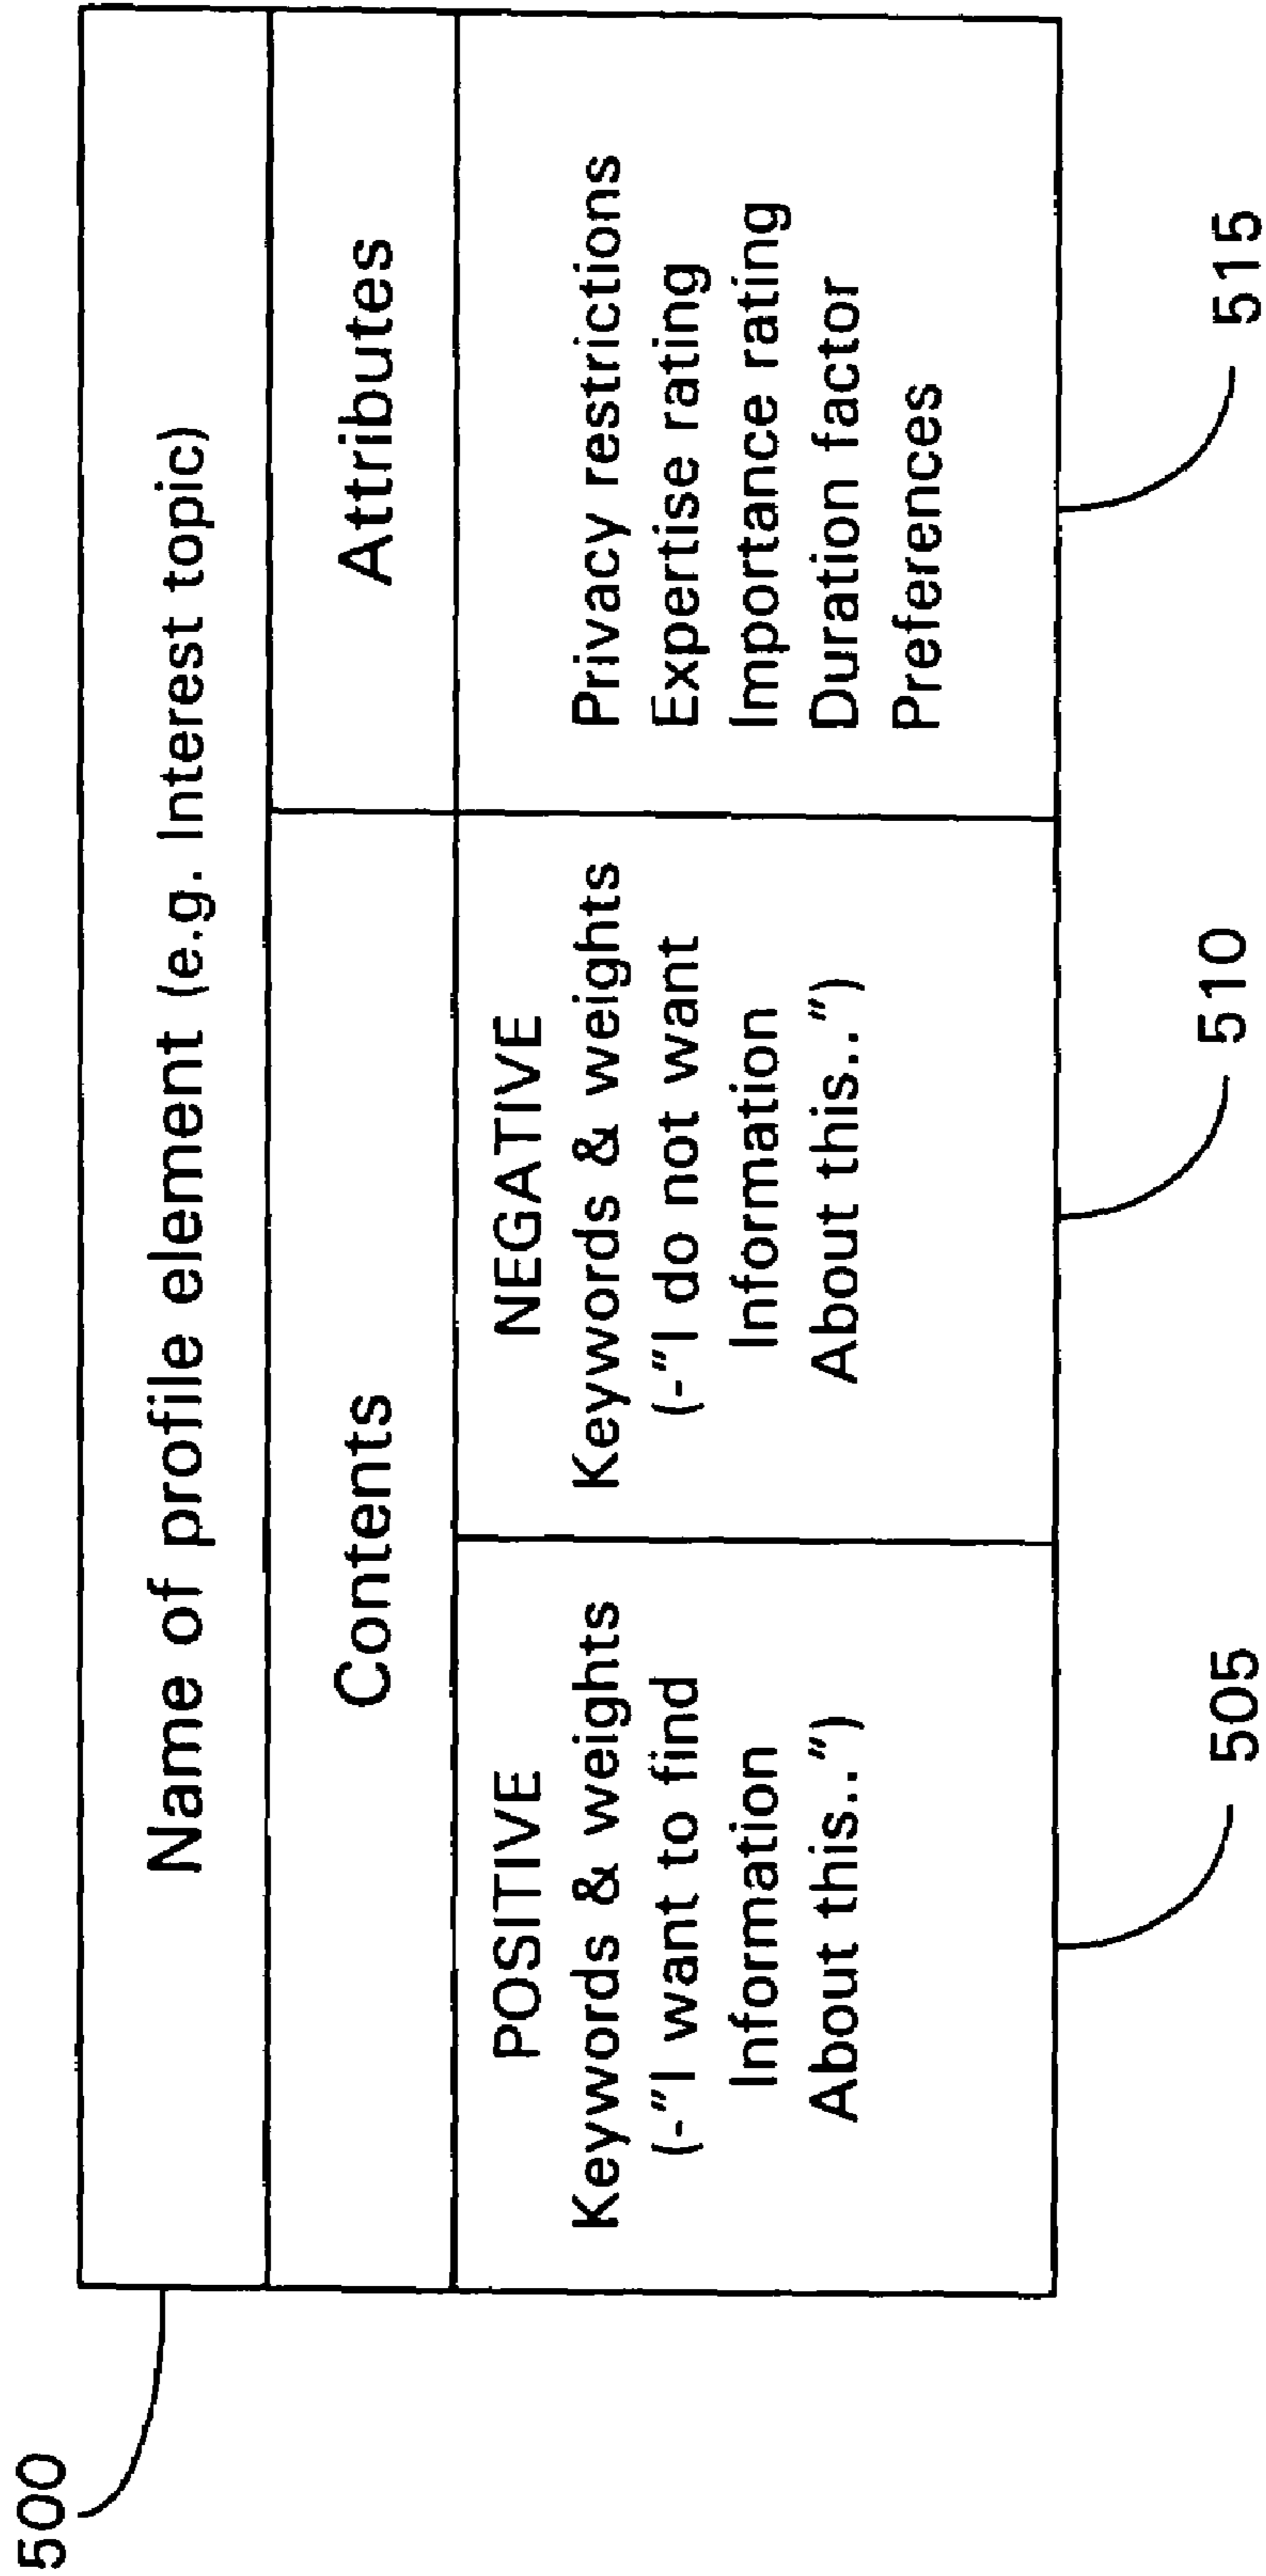 500
Name of profile element (e.g. Interest topic)
Contents
Attributes
POSITIVE
Keywords & weights
(-"I want to find
Information
About this..")
NEGATIVE
Keywords & weights
(-"I do not want
Information
About this..")
Privacy restrictions
Expertise rating
Importance rating
Duration factor
Preferences
505
510
515